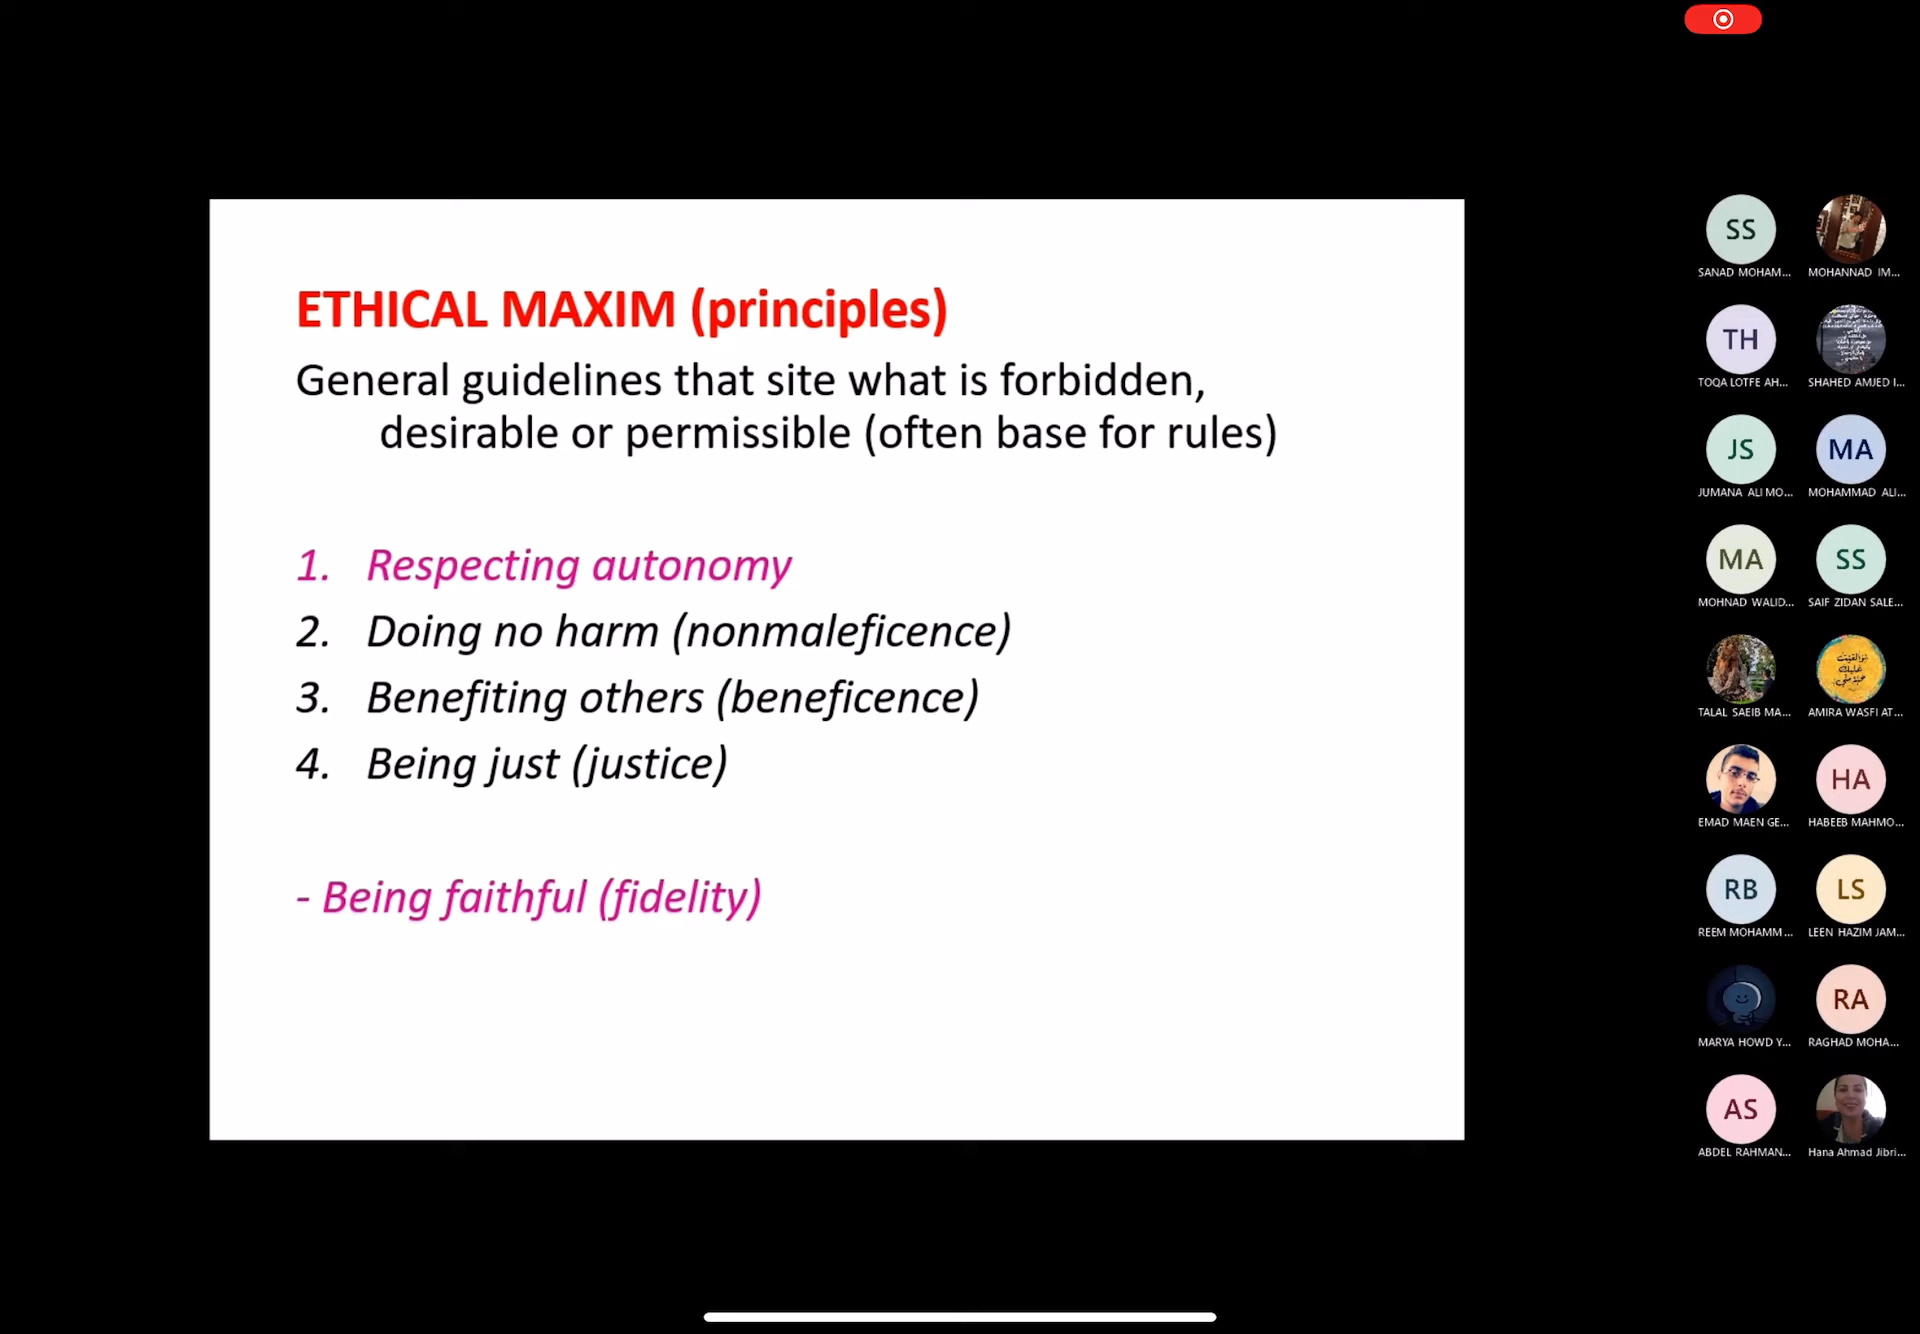 ETHICAL MAXIM (principles)
General guidelines that site what is forbidden,
desirable or permissible (often base for rules)
1. Respecting autonomy
2. Doing no harm (nonmaleficence)
3. Benefiting others (beneficence)
4. Being just (justice)
- Being faithful (fidelity)
SS
SANAD MOHAM...
MOHANNAD IM...
TH
TOQA LOTFE AH...
SHAHED AMJED I...
JS
MA
JUMANA ALI MO...
MOHAMMAD ALI...
MA
SS
MOHNAD WALID...
SAIF ZIDAN SALE...
TALAL SAEIB MA...
AMIRA WASFI AT...
HA
EMAD MAEN GE...
HABEEB MAHMO...
RB
LS
REEM MOHAMM...
LEEN HAZIM JAM...
RA
MARYA HOWD Y...
RAGHAD MOHA...
AS
ABDEL RAHMAN...
Hana Ahmad Jibri...